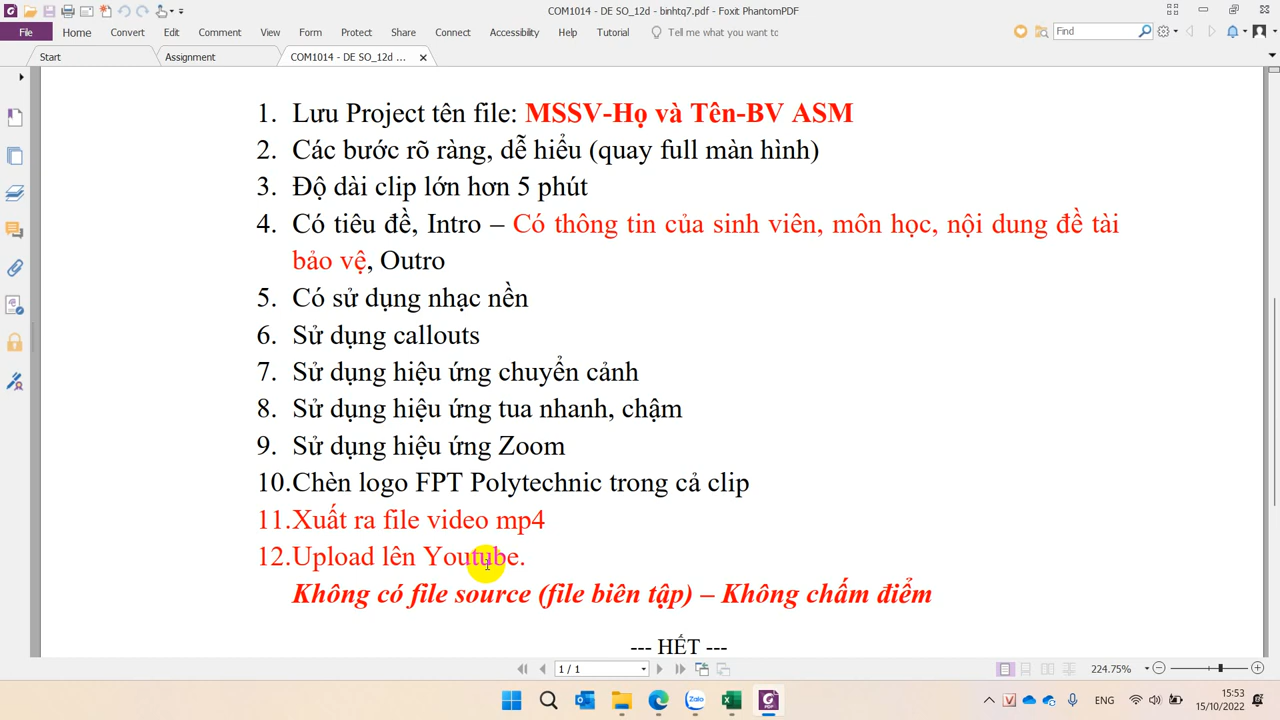 COM1014 - DE SO_12d - binhtq7.pdf - Foxit PhantomPDF
File Home Convert Edit Comment View Form Protect Share Connect Accessibility Help Tutorial Tell me what you want to Find
Start Assignment COM1014 - DE SO_12d ...
1. Lưu Project tên file: MSSV-Họ và Tên-BV ASM
2. Các bước rõ ràng, dễ hiểu (quay full màn hình)
3. Độ dài clip lớn hơn 5 phút
4. Có tiêu đề, Intro – Có thông tin của sinh viên, môn học, nội dung đề tài
bảo vệ, Outro
5. Có sử dụng nhạc nền
6. Sử dụng callouts
7. Sử dụng hiệu ứng chuyển cảnh
8. Sử dụng hiệu ứng tua nhanh, chậm
9. Sử dụng hiệu ứng Zoom
10.Chèn logo FPT Polytechnic trong cả clip
11.Xuất ra file video mp4
12.Upload lên Youtube.
Không có file source (file biên tập) – Không chấm điểm
--- HẾT ---
1 / 1 224.75%
Zalo PDF ENG 15:53
15/10/2022